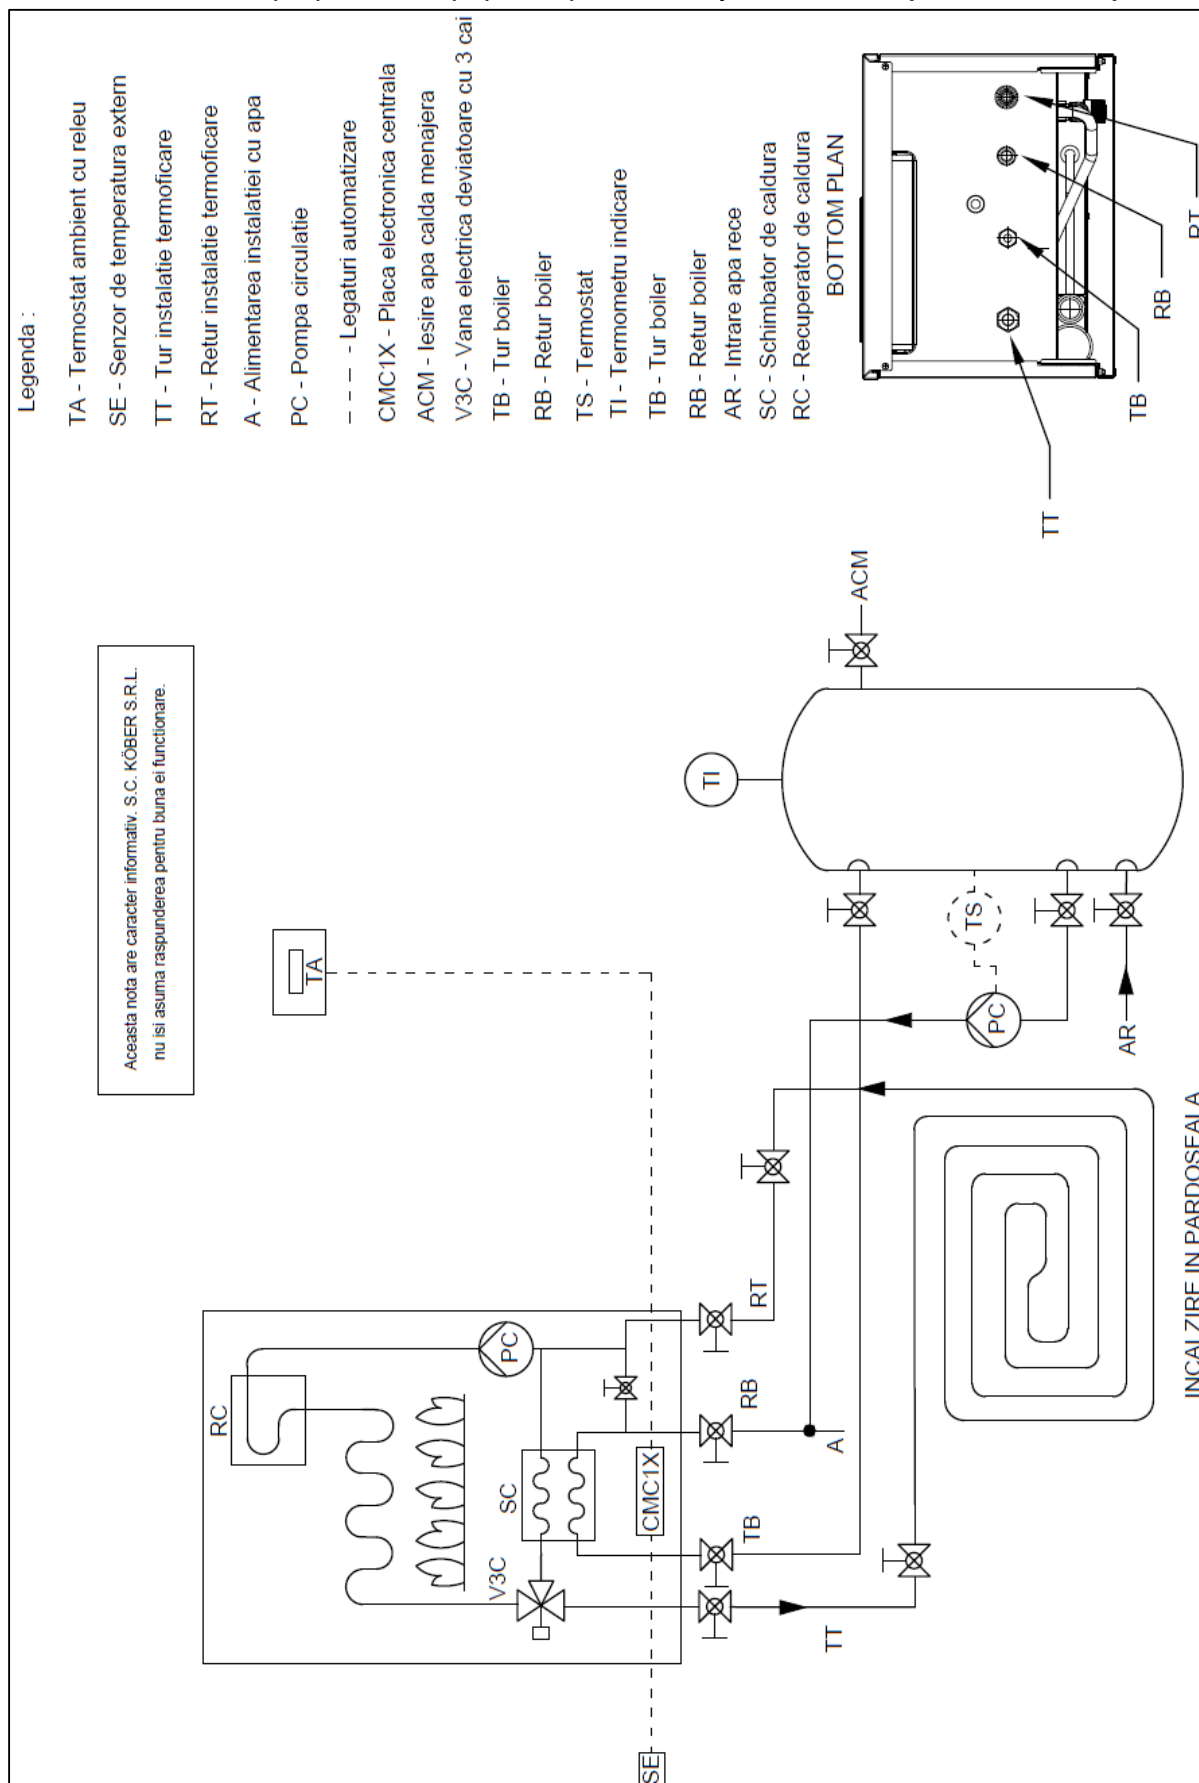 Legenda :
TA - Termostat ambient cu releu
SE - Senzor de temperatura extern
TT - Tur instalatie termoficare
RT - Retur instalatie termoficare
A - Alimentarea instalatiei cu apa
PC - Pompa circulatie
--- - Legaturi automatizare
CMC1X - Placa electronica centrala
ACM - Iesire apa calda menajera
V3C - Vana electrica deviatoare cu 3 cai
TB - Tur boiler
RB - Retur boiler
TS - Termostat
TI - Termometru indicare
TB - Tur boiler
RB - Retur boiler
AR - Intrare apa rece
SC - Schimbator de caldura
RC - Recuperator de caldura
BOTTOM PLAN
TT
TB
RB
RT
Aceasta nota are caracter informativ. S.C. KÖBER S.R.L.
nu isi asuma raspunderea pentru buna ei functionare.
TA
TI
ACM
TS
PC
AR
RC
PC
SC
V3C
CMC1X
SE
RT
RB
A
TB
TT
INCALZIRE IN PARDOSEALA